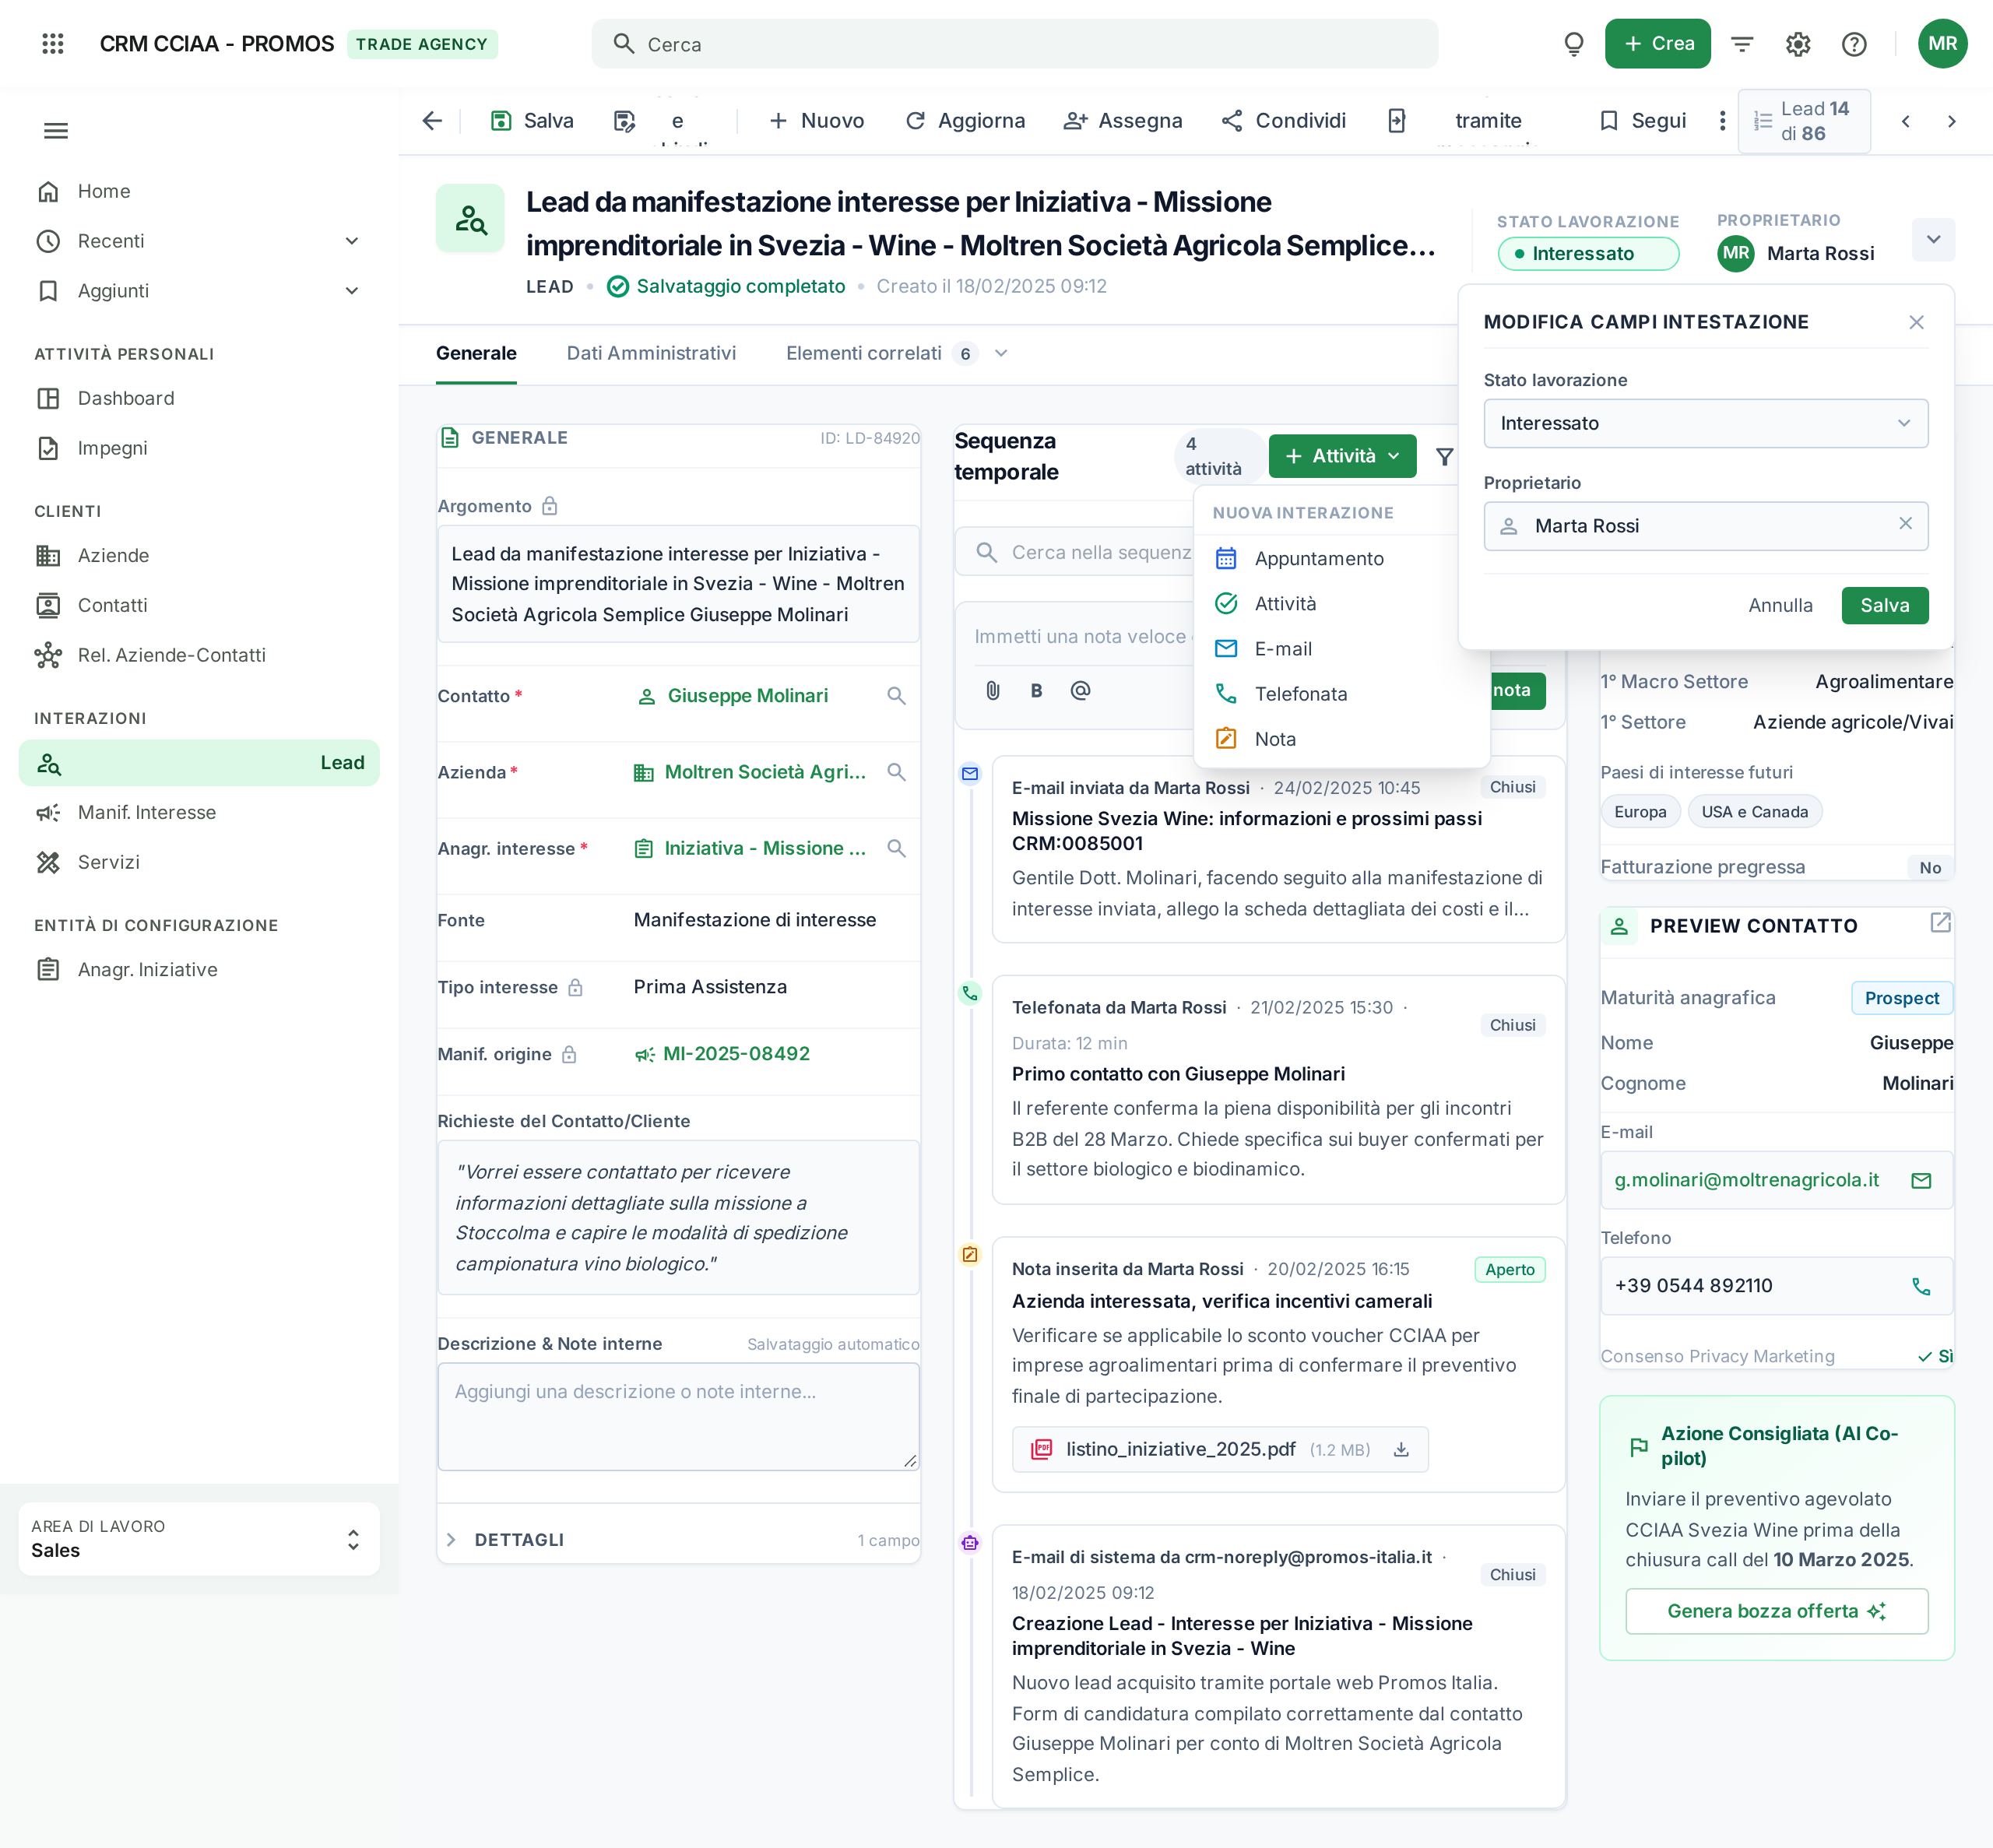 CRM CCIAA - PROMOS
TRADE AGENCY
Cerca
Crea
MR
Home
Recenti
Aggiunti
ATTIVITÀ PERSONALI
Dashboard
Impegni
CLIENTI
Aziende
Contatti
Rel. Aziende-Contatti
INTERAZIONI
Lead
Manif. Interesse
Servizi
ENTITÀ DI CONFIGURAZIONE
Anagr. Iniziative
AREA DI LAVORO
Sales
Salva
e
Nuovo
Aggiorna
Assegna
Condividi
tramite
Segui
Lead 14
di 86
Lead da manifestazione interesse per Iniziativa - Missione
imprenditoriale in Svezia - Wine - Moltren Società Agricola Semplice...
LEAD • Salvataggio completato • Creato il 18/02/2025 09:12
STATO LAVORAZIONE
Interessato
PROPRIETARIO
MR Marta Rossi
Generale
Dati Amministrativi
Elementi correlati 6
MODIFICA CAMPI INTESTAZIONE
Stato lavorazione
Interessato
Proprietario
Marta Rossi
Annulla
Salva
GENERALE
ID: LD-84920
Argomento
Lead da manifestazione interesse per Iniziativa -
Missione imprenditoriale in Svezia - Wine - Moltren
Società Agricola Semplice Giuseppe Molinari
Contatto *
Giuseppe Molinari
Azienda *
Moltren Società Agri...
Anagr. interesse *
Iniziativa - Missione ...
Fonte
Manifestazione di interesse
Tipo interesse
Prima Assistenza
Manif. origine
MI-2025-08492
Richieste del Contatto/Cliente
"Vorrei essere contattato per ricevere
informazioni dettagliate sulla missione a
Stoccolma e capire le modalità di spedizione
campionatura vino biologico."
Descrizione & Note interne
Salvataggio automatico
Aggiungi una descrizione o note interne...
DETTAGLI
1 campo
Sequenza
temporale
4
attività
Attività
NUOVA INTERAZIONE
Appuntamento
Attività
E-mail
Telefonata
Nota
Cerca nella sequenz
Immetti una nota veloce
B
nota
E-mail inviata da Marta Rossi · 24/02/2025 10:45
Chiusi
Missione Svezia Wine: informazioni e prossimi passi
CRM:0085001
Gentile Dott. Molinari, facendo seguito alla manifestazione di
interesse inviata, allego la scheda dettagliata dei costi e il...
Telefonata da Marta Rossi · 21/02/2025 15:30 ·
Chiusi
Durata: 12 min
Primo contatto con Giuseppe Molinari
Il referente conferma la piena disponibilità per gli incontri
B2B del 28 Marzo. Chiede specifica sui buyer confermati per
il settore biologico e biodinamico.
Nota inserita da Marta Rossi · 20/02/2025 16:15
Aperto
Azienda interessata, verifica incentivi camerali
Verificare se applicabile lo sconto voucher CCIAA per
imprese agroalimentari prima di confermare il preventivo
finale di partecipazione.
PDF
listino_iniziative_2025.pdf (1.2 MB)
E-mail di sistema da crm-noreply@promos-italia.it ·
Chiusi
18/02/2025 09:12
Creazione Lead - Interesse per Iniziativa - Missione
imprenditoriale in Svezia - Wine
Nuovo lead acquisito tramite portale web Promos Italia.
Form di candidatura compilato correttamente dal contatto
Giuseppe Molinari per conto di Moltren Società Agricola
Semplice.
1° Macro Settore
Agroalimentare
1° Settore
Aziende agricole/Vivai
Paesi di interesse futuri
Europa
USA e Canada
Fatturazione pregressa
No
PREVIEW CONTATTO
Maturità anagrafica
Prospect
Nome
Giuseppe
Cognome
Molinari
E-mail
g.molinari@moltrenagricola.it
Telefono
+39 0544 892110
Consenso Privacy Marketing
Sì
Azione Consigliata (AI Co-
pilot)
Inviare il preventivo agevolato
CCIAA Svezia Wine prima della
chiusura call del 10 Marzo 2025.
Genera bozza offerta